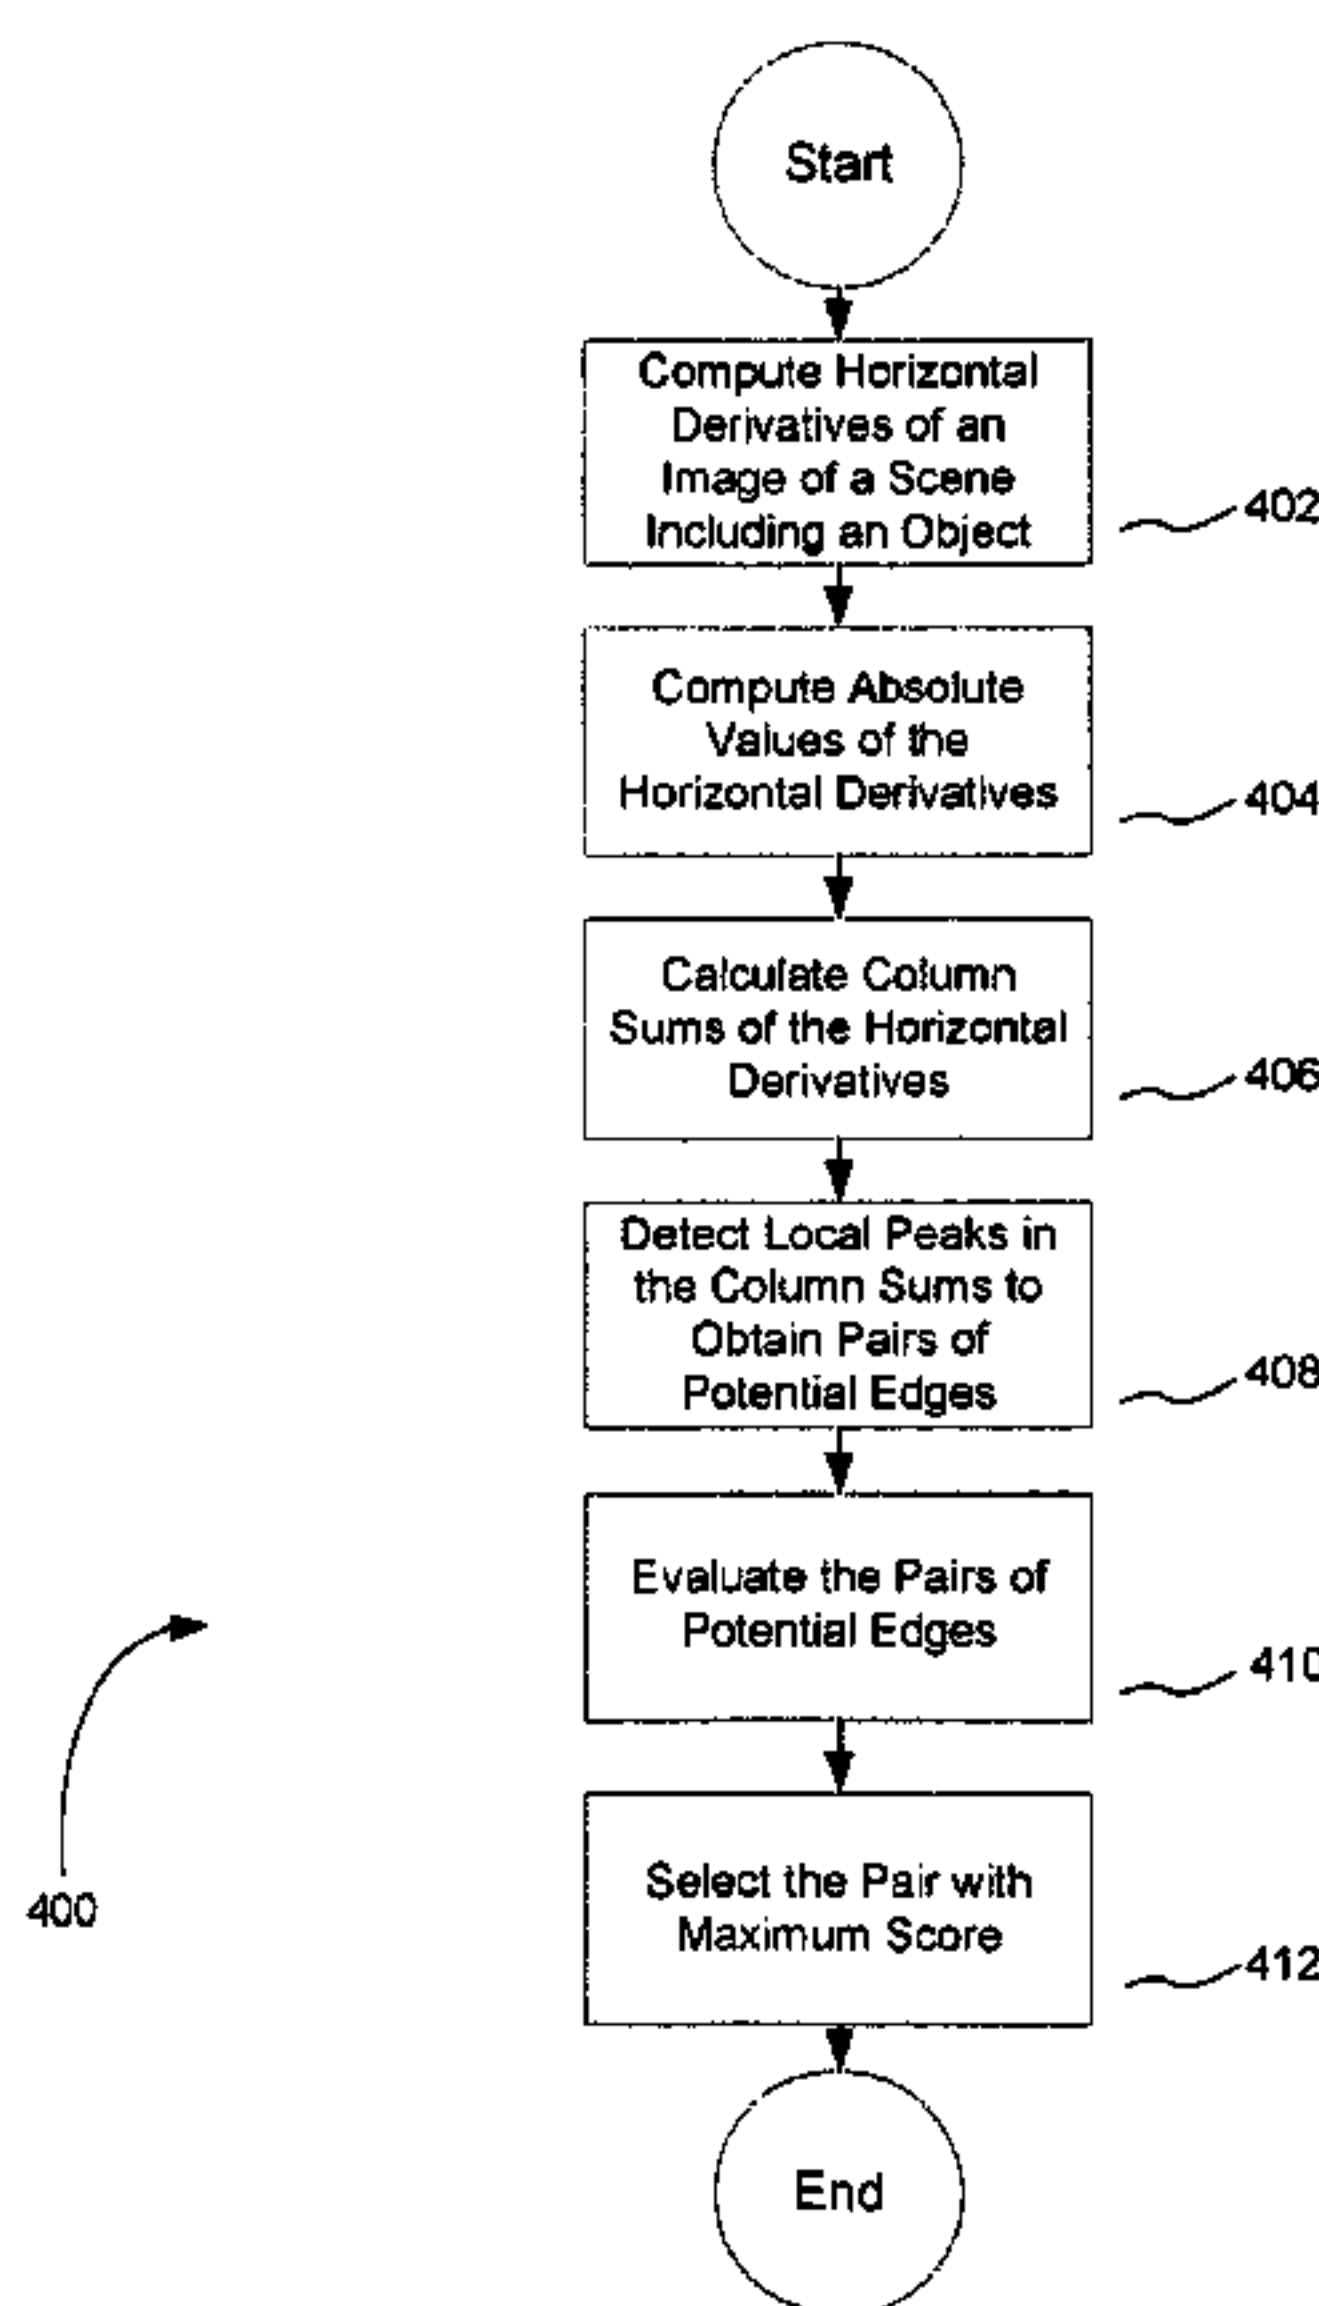 Start
Compute Horizontal
Derivatives of an
Image of a Scene
Including an Object
402
Compute Absolute
Values of the
Horizontal Derivatives
404
Calculate Column
Sums of the Horizontal
Derivatives
406
Detect Local Peaks in
the Column Sums to
Obtain Pairs of
Potential Edges
408
Evaluate the Pairs of
Potential Edges
410
Select the Pair with
Maximum Score
412
400
End